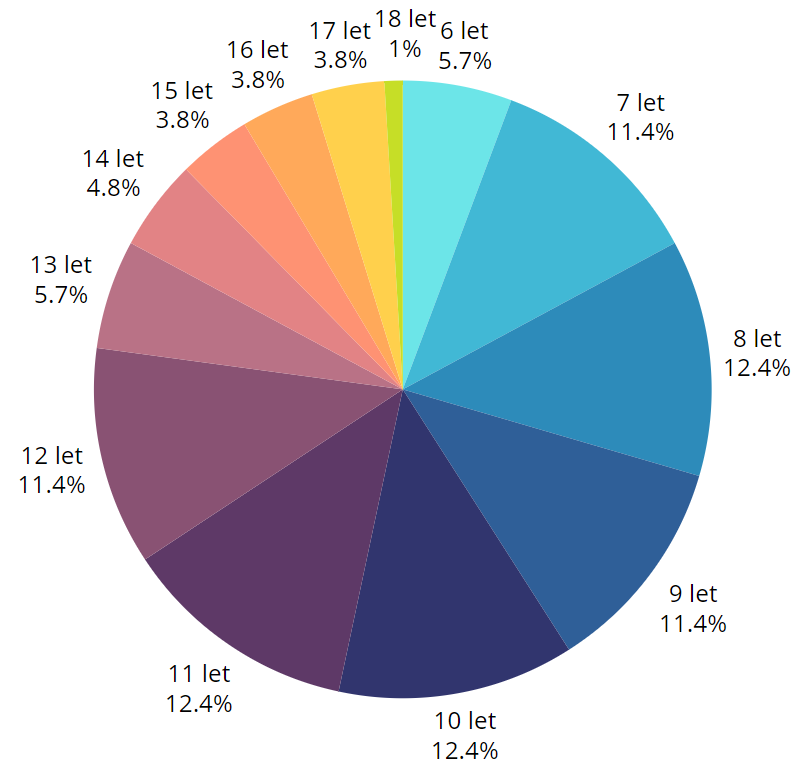 18 let
1%
6 let
5.7%
7 let
11.4%
8 let
12.4%
9 let
11.4%
10 let
12.4%
11 let
12.4%
12 let
11.4%
13 let
5.7%
14 let
4.8%
15 let
3.8%
16 let
3.8%
17 let
3.8%